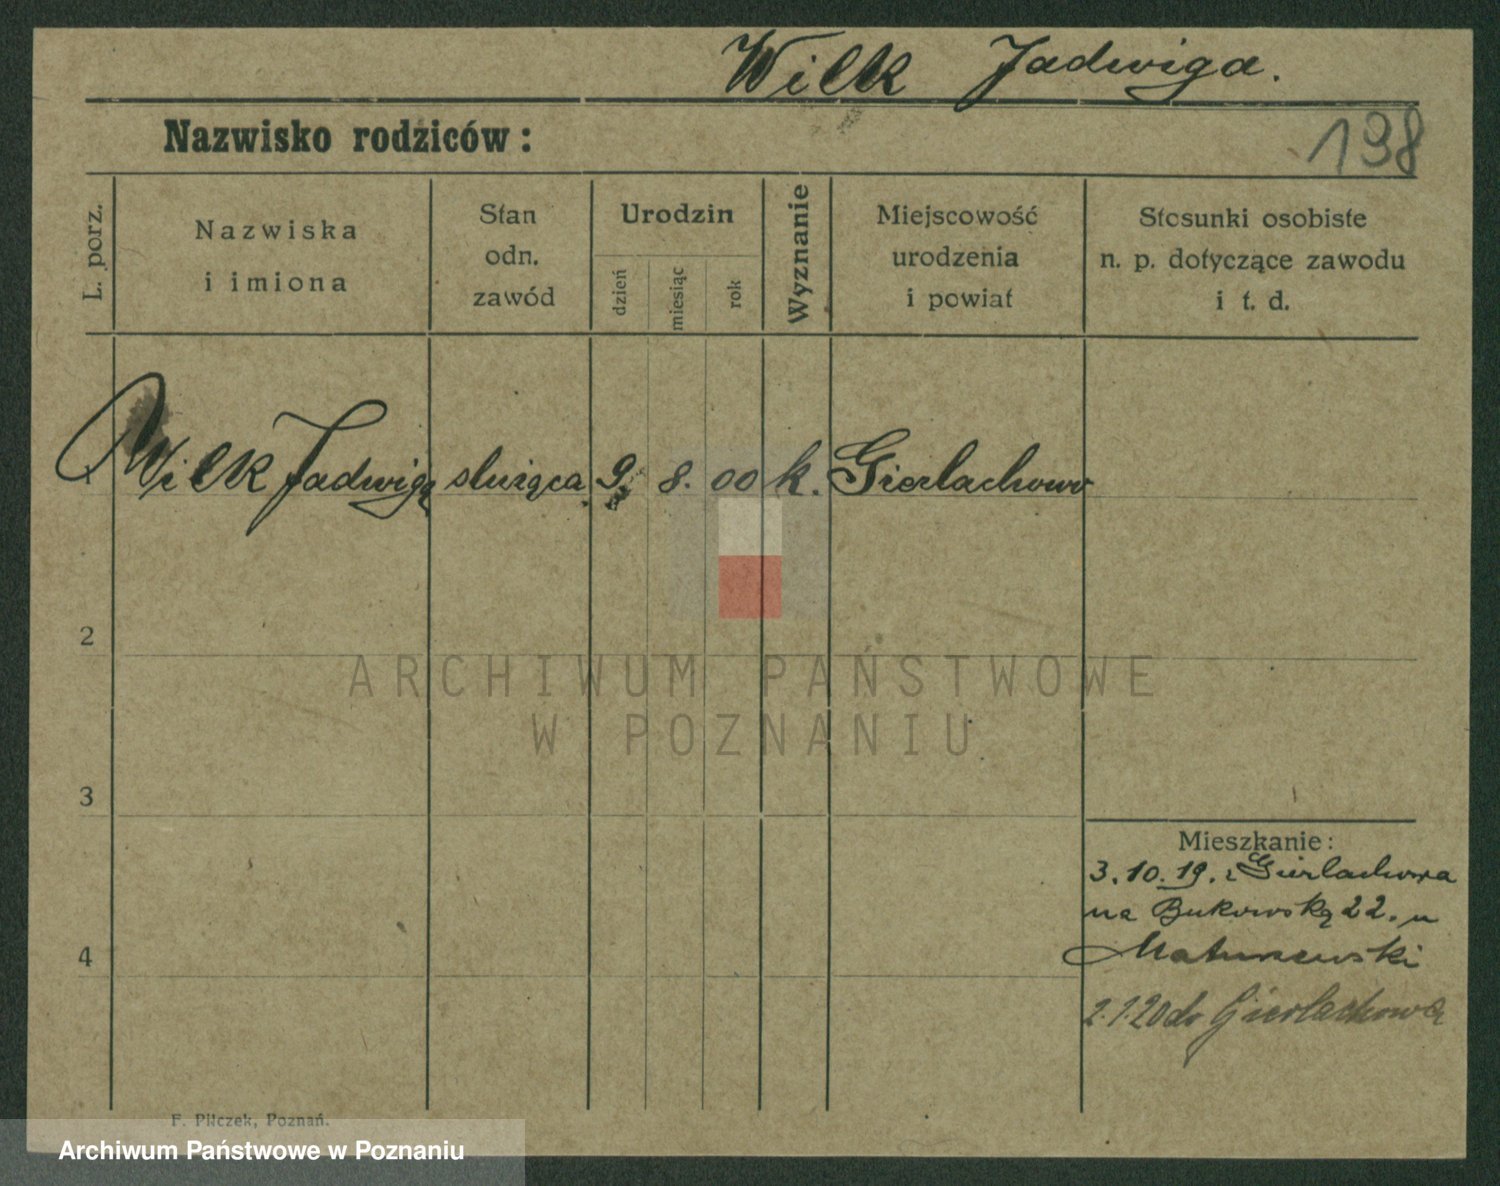 Wilk Jadwiga.
Nazwisko rodziców:
198
L. porz.
Nazwiska
i imiona
Stan
odn.
zawód
Urodzin
dzień
miesiąc
rok
Wyznanie
Miejscowość
urodzenia
i powiat
Stosunki osobiste
n. p. dotyczące zawodu
i t. d.
1 Wilk Jadwiga służąca 9. 8. 00 k. Gierlachowo
2
3
4
Mieszkanie:
3.10.19. z Gierlachowa
na Bukowską 22. u
Matuszewski
2.1.20 do Gierlachowa
F. Pilczek, Poznań.
ARCHIWUM PAŃSTWOWE
W POZNANIU
Archiwum Państwowe w Poznaniu